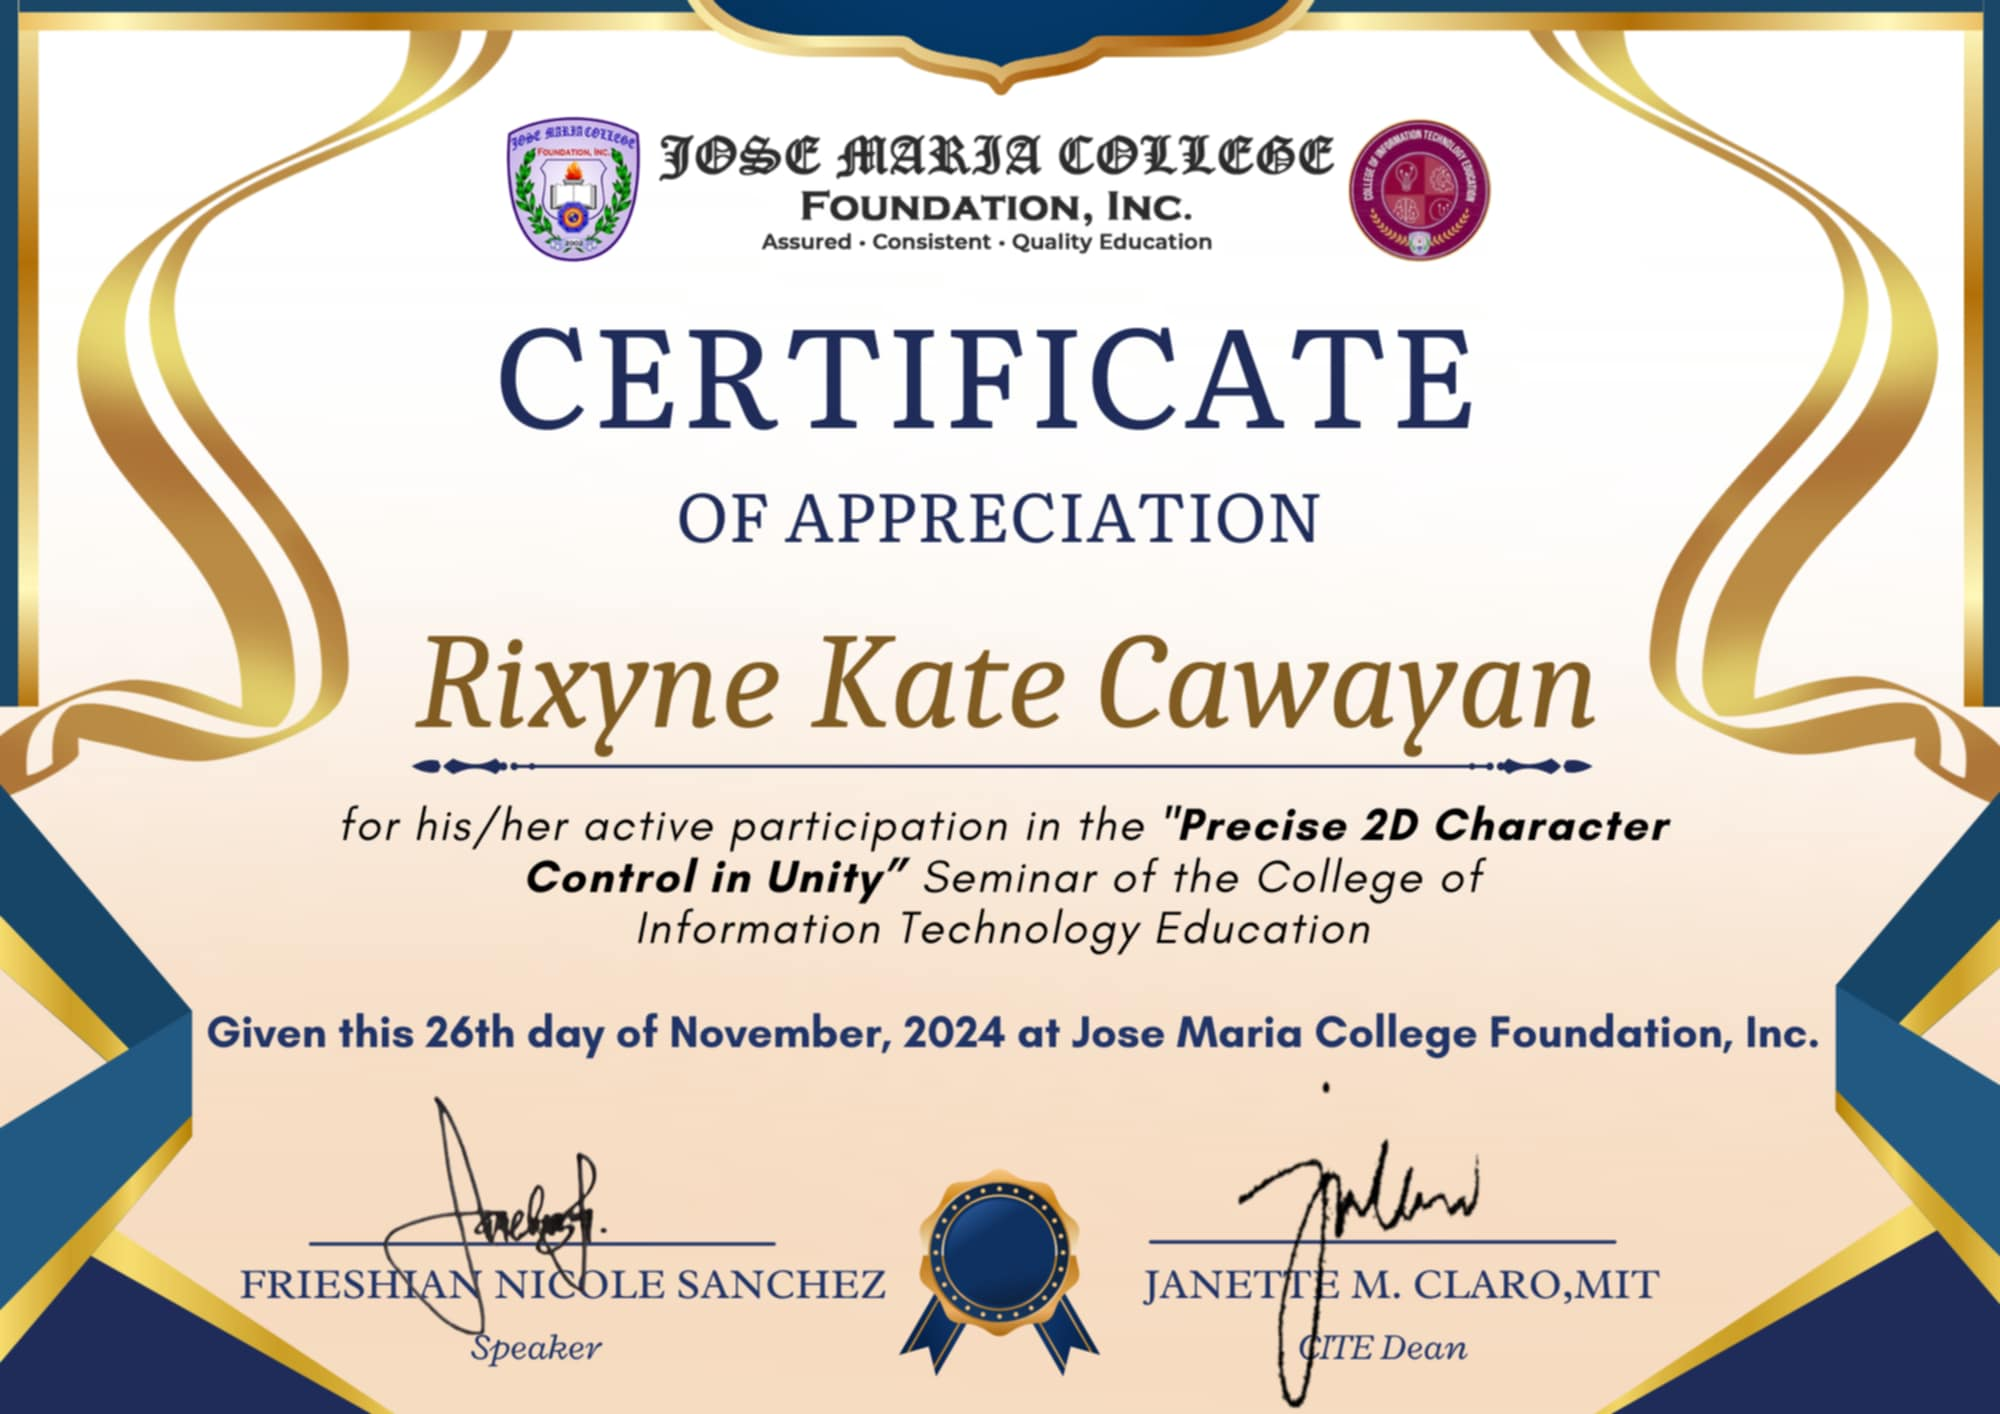 JOSE MARIA COLLEGE
FOUNDATION, INC.
2002
JOSE MARIA COLLEGE
FOUNDATION, INC.
Assured • Consistent • Quality Education
COLLEGE OF INFORMATION TECHNOLOGY EDUCATION
CERTIFICATE
OF APPRECIATION
Rixyne Kate Cawayan
for his/her active participation in the "Precise 2D Character
Control in Unity” Seminar of the College of
Information Technology Education
Given this 26th day of November, 2024 at Jose Maria College Foundation, Inc.
FRIESHIAN NICOLE SANCHEZ
Speaker
JANETTE M. CLARO,MIT
CITE Dean